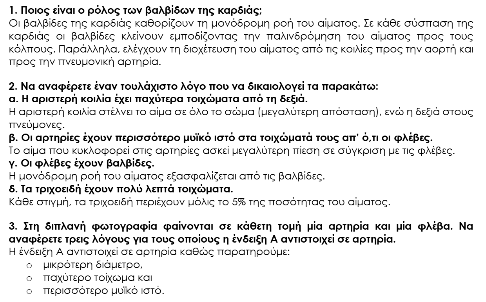 1. Ποιος είναι ο ρόλος των βαλβίδων της καρδιάς;
Οι βαλβίδες της καρδιάς καθορίζουν τη μονόδρομη ροή του αίματος. Σε κάθε σύσπαση της
καρδιάς οι βαλβίδες κλείνουν εμποδίζοντας την παλινδρόμηση του αίματος προς τους
κόλπους. Παράλληλα, ελέγχουν τη διοχέτευση του αίματος από τις κοιλίες προς την αορτή και
προς την πνευμονική αρτηρία.
2. Να αναφέρετε έναν τουλάχιστο λόγο που να δικαιολογεί τα παρακάτω:
α. Η αριστερή κοιλία έχει παχύτερα τοιχώματα από τη δεξιά.
Η αριστερή κοιλία στέλνει το αίμα σε όλο το σώμα (μεγαλύτερη απόσταση), ενώ η δεξιά στους
πνεύμονες.
β. Οι αρτηρίες έχουν περισσότερο μυϊκό ιστό στα τοιχώματά τους απ' ό,τι οι φλέβες.
Το αίμα που κυκλοφορεί στις αρτηρίες ασκεί μεγαλύτερη πίεση σε σύγκριση με τις φλέβες.
γ. Οι φλέβες έχουν βαλβίδες.
Η μονόδρομη ροή του αίματος εξασφαλίζεται από τις βαλβίδες.
δ. Τα τριχοειδή έχουν πολύ λεπτά τοιχώματα.
Κάθε στιγμή, τα τριχοειδή περιέχουν μόλις το 5% της ποσότητας του αίματος.
3. Στη διπλανή φωτογραφία φαίνονται σε κάθετη τομή μία αρτηρία και μία φλέβα. Να
αναφέρετε τρεις λόγους για τους οποίους η ένδειξη Α αντιστοιχεί σε αρτηρία.
Η ένδειξη Α αντιστοιχεί σε αρτηρία καθώς παρατηρούμε:
o μικρότερη διάμετρο,
o παχύτερο τοίχωμα και
o περισσότερο μυϊκό ιστό.